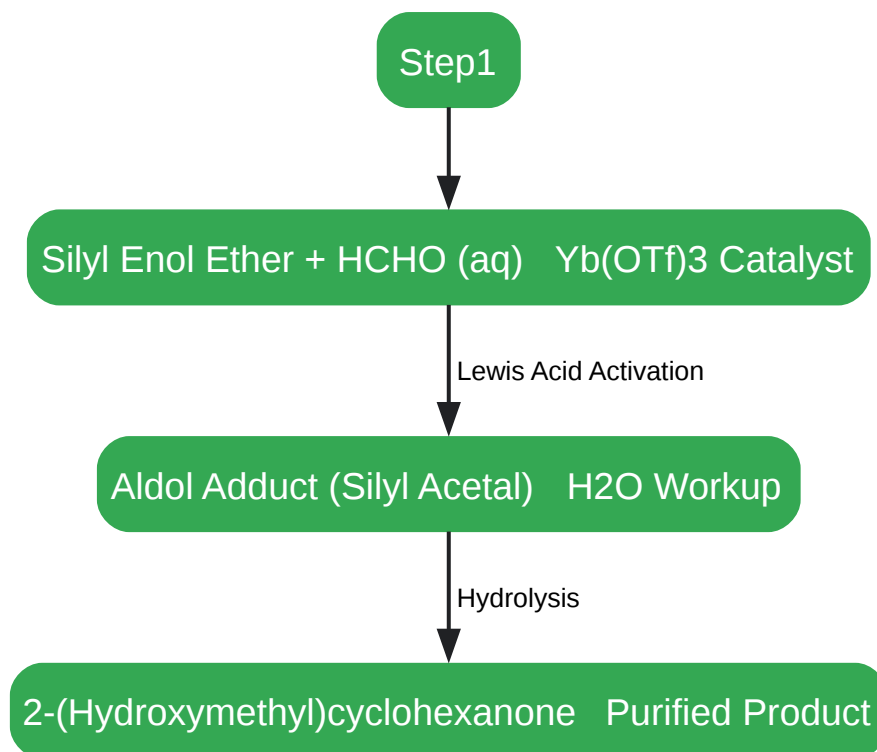 Step1
Silyl Enol Ether + HCHO (aq)   Yb(OTf)3 Catalyst
Lewis Acid Activation
Aldol Adduct (Silyl Acetal)   H2O Workup
Hydrolysis
2-(Hydroxymethyl)cyclohexanone   Purified Product